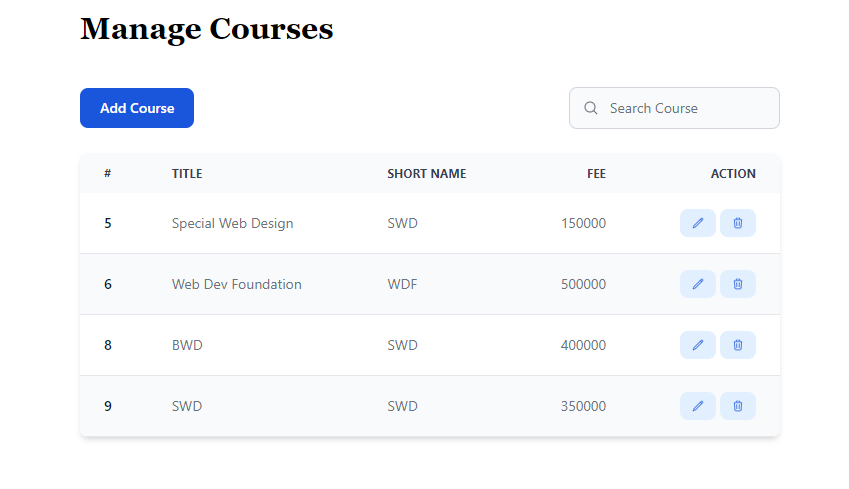 Manage Courses
Add Course
Search Course
# TITLE SHORT NAME FEE ACTION
5 Special Web Design SWD 150000
6 Web Dev Foundation WDF 500000
8 BWD SWD 400000
9 SWD SWD 350000